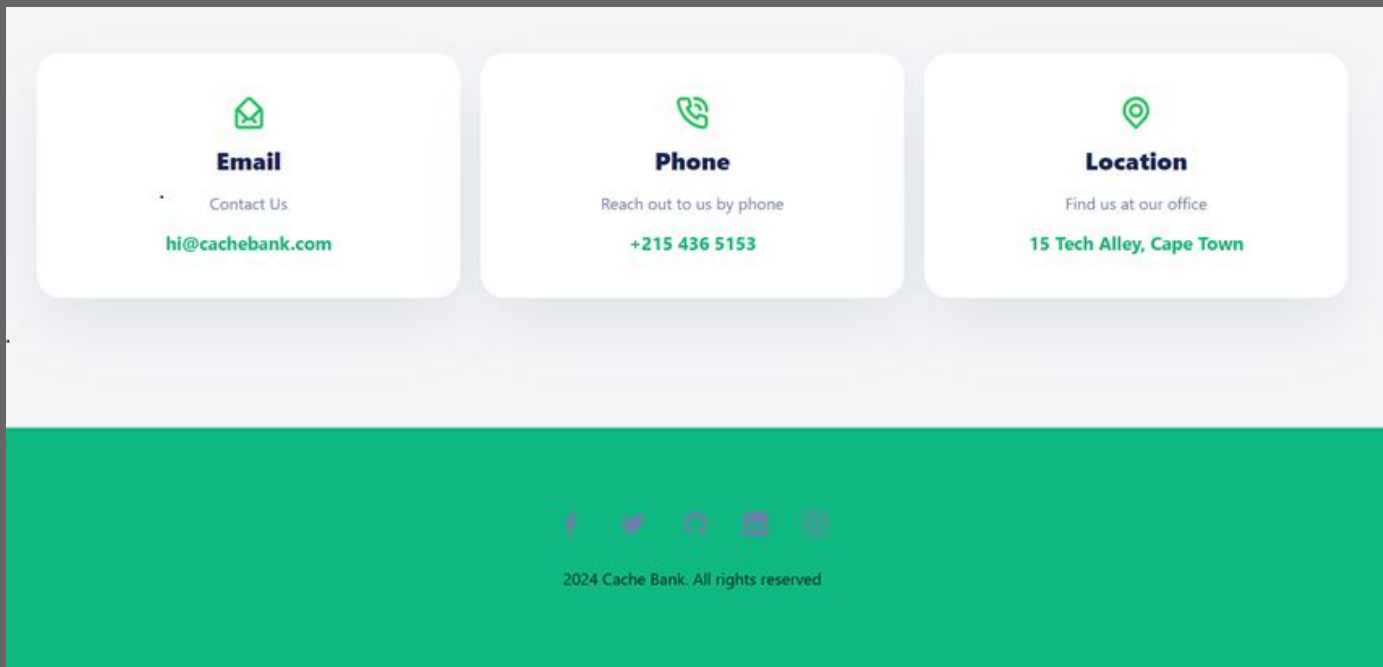 Email
Contact Us
hi@cachebank.com
Phone
Reach out to us by phone
+215 436 5153
Location
Find us at our office
15 Tech Alley, Cape Town
2024 Cache Bank. All rights reserved